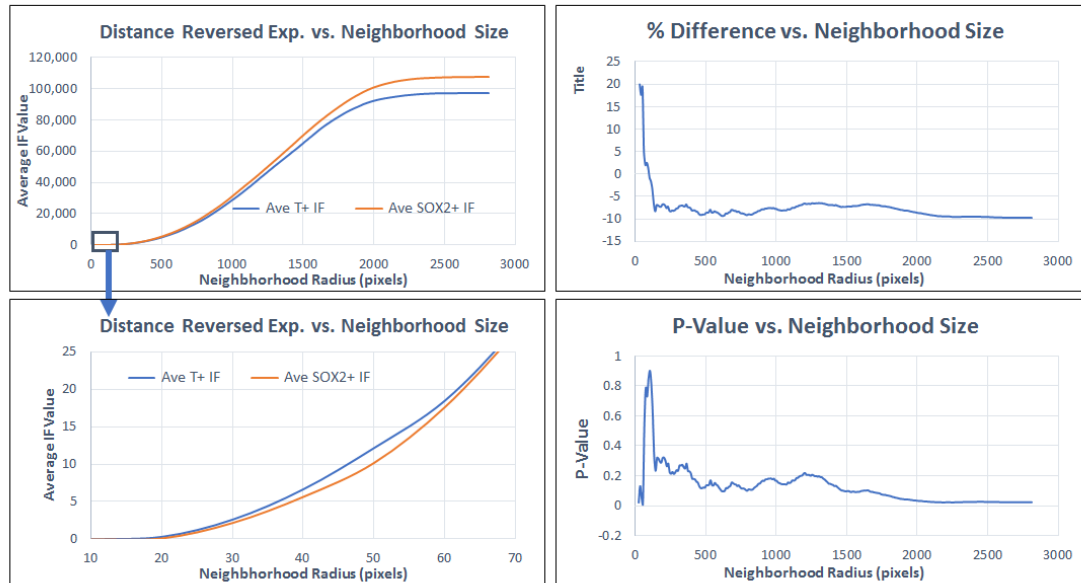 Distance Reversed Exp. vs. Neighborhood Size
Average IF Value
120,000
100,000
80,000
60,000
40,000
20,000
0
Ave T+ IF
Ave SOX2+ IF
0 500 1000 1500 2000 2500 3000
Neighbhorhood Radius (pixels)
% Difference vs. Neighborhood Size
Title
25
20
15
10
5
0
-5
-10
-15
0 500 1000 1500 2000 2500 3000
Neighborhood Radius (pixels)
Distance Reversed Exp. vs. Neighborhood Size
Average IF Value
25
20
15
10
5
0
Ave T+ IF
Ave SOX2+ IF
10 20 30 40 50 60 70
Neighbhorhood Radius (pixels)
P-Value vs. Neighborhood Size
P-Value
1
0.8
0.6
0.4
0.2
0
-0.2
0 500 1000 1500 2000 2500 3000
Neighborhood Radius (pixels)